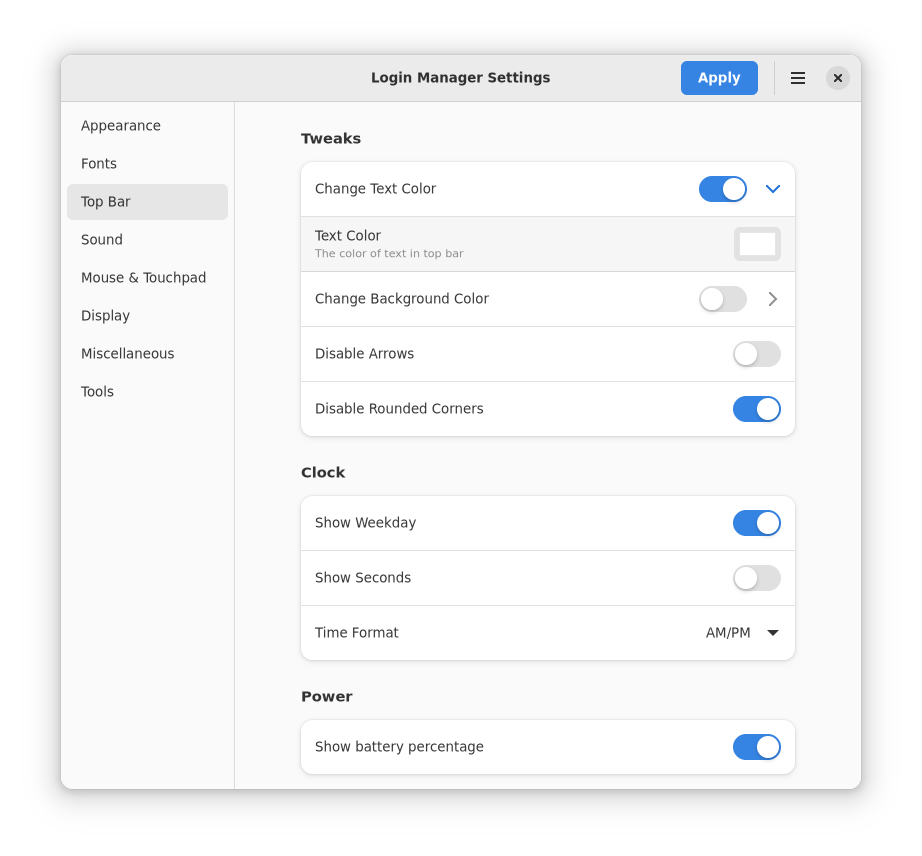 Login Manager Settings
Apply
Appearance
Fonts
Top Bar
Sound
Mouse & Touchpad
Display
Miscellaneous
Tools
Tweaks
Change Text Color
Text Color
The color of text in top bar
Change Background Color
Disable Arrows
Disable Rounded Corners
Clock
Show Weekday
Show Seconds
Time Format AM/PM
Power
Show battery percentage